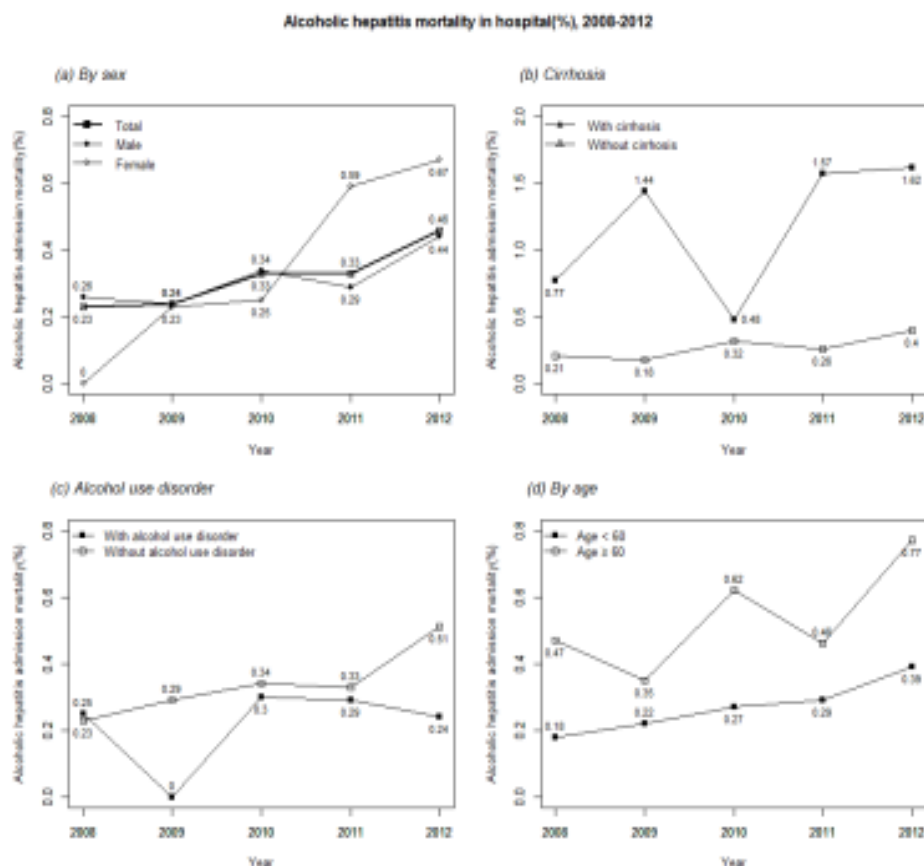 Alcoholic hepatitis mortality in hospital(%), 2008-2012
(a) By sex
Alcoholic hepatitis admission mortality(%)
0.8
0.6
0.4
0.2
0.0
Total
Male
Female
0.26
0.23
0
0.24
0.23
0.34
0.33
0.25
0.59
0.33
0.29
0.67
0.46
0.44
2008 2009 2010 2011 2012
Year
(b) Cirrhosis
Alcoholic hepatitis admission mortality(%)
2.0
1.5
1.0
0.5
0.0
With cirrhosis
Without cirrhosis
0.77
1.44
0.48
1.57
1.62
0.21
0.18
0.32
0.26
0.4
2008 2009 2010 2011 2012
Year
(c) Alcohol use disorder
Alcoholic hepatitis admission mortality(%)
0.8
0.6
0.4
0.2
0.0
With alcohol use disorder
Without alcohol use disorder
0.25
0.23
0.29
0
0.34
0.3
0.33
0.29
0.51
0.24
2008 2009 2010 2011 2012
Year
(d) By age
Alcoholic hepatitis admission mortality(%)
0.8
0.6
0.4
0.2
0.0
Age < 60
Age ≥ 60
0.47
0.35
0.62
0.46
0.77
0.18
0.22
0.27
0.29
0.39
2008 2009 2010 2011 2012
Year